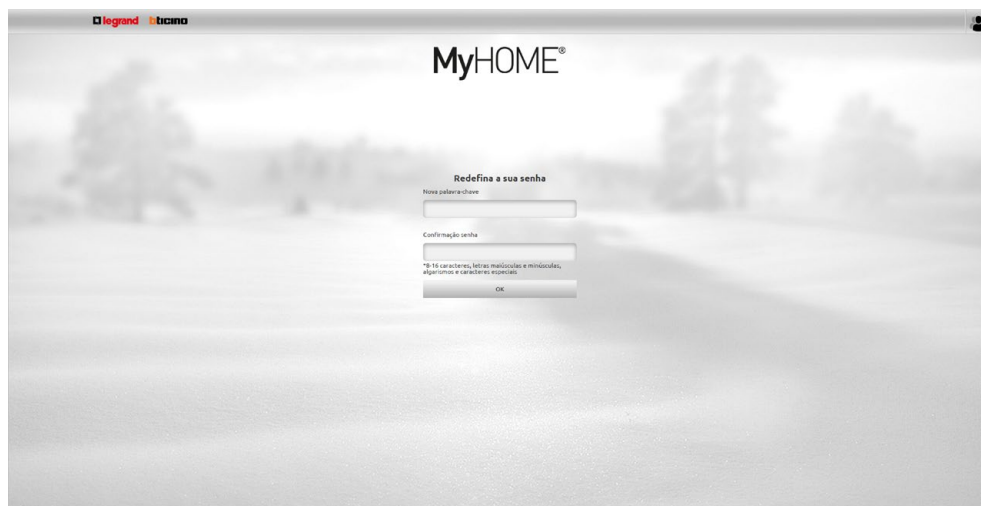 legrand bticino
MyHOME®
Redefina a sua senha
Nova palavra-chave
Confirmação senha
*8-16 caracteres, letras maiúsculas e minúsculas,
algarismos e caracteres especiais
OK